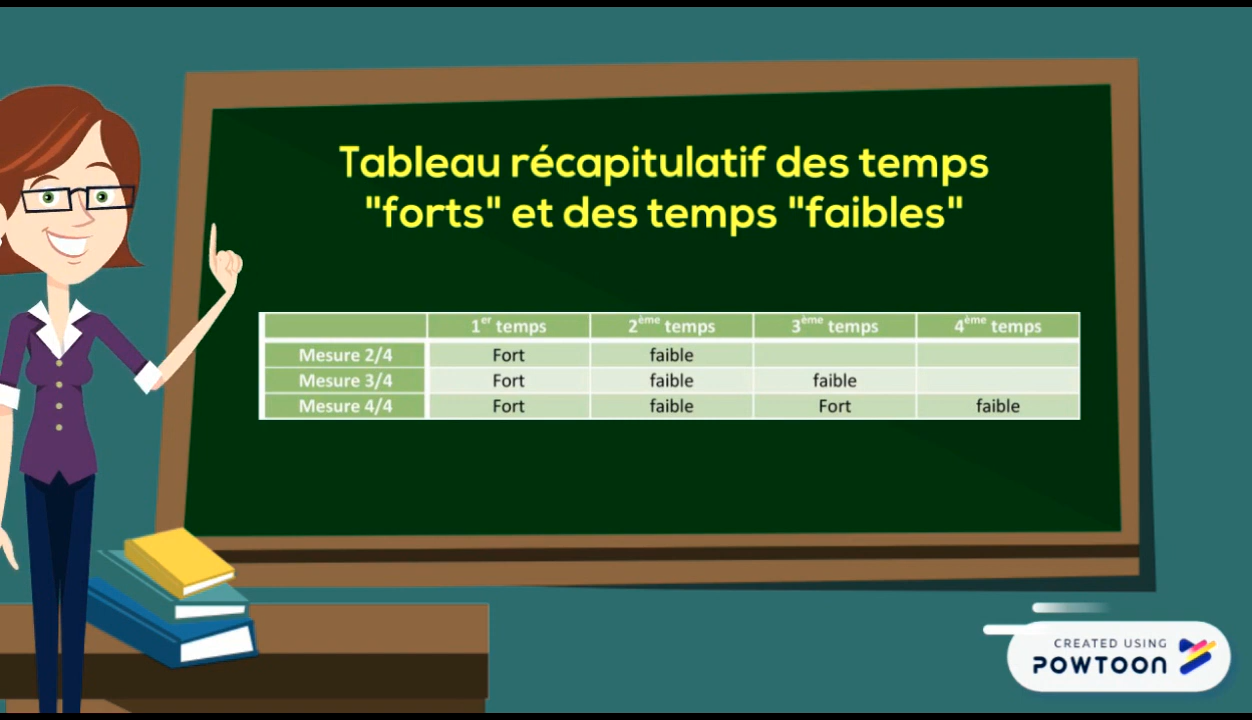 Tableau récapitulatif des temps
"forts" et des temps "faibles"
1er temps 2ème temps 3ème temps 4ème temps
Mesure 2/4 Fort faible
Mesure 3/4 Fort faible faible
Mesure 4/4 Fort faible Fort faible
CREATED USING
POWTOON